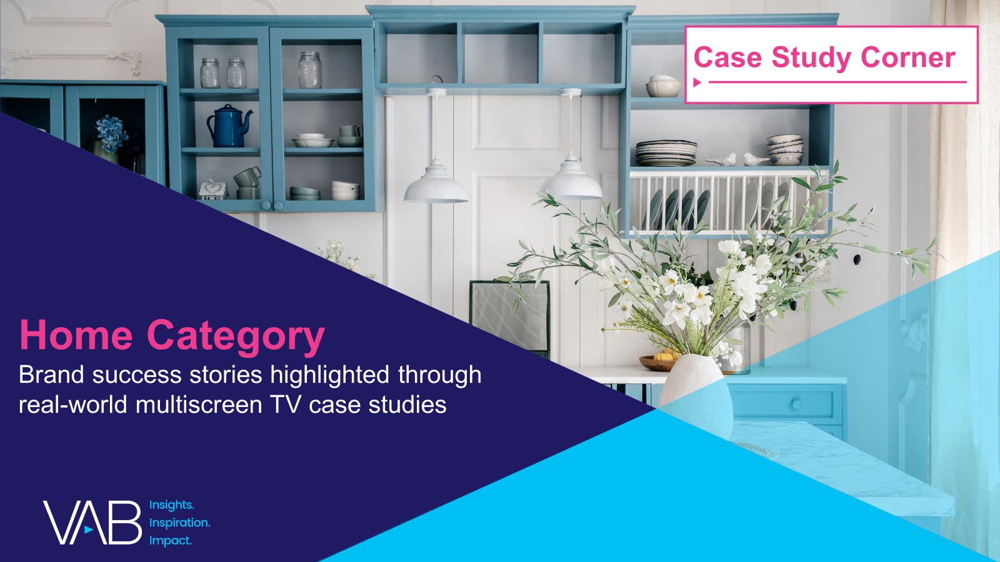 Case Study Corner
Home Category
Brand success stories highlighted through
real-world multiscreen TV case studies
VAB
Insights.
Inspiration.
Impact.